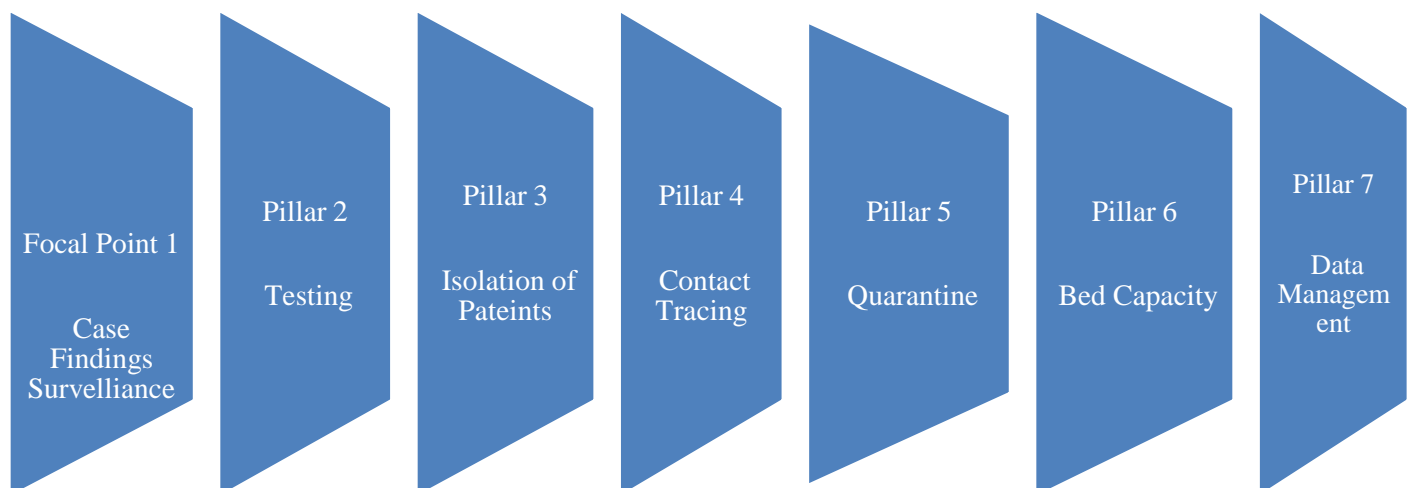 Focal Point 1
Case
Findings
Survelliance
Pillar 2
Testing
Pillar 3
Isolation of
Pateints
Pillar 4
Contact
Tracing
Pillar 5
Quarantine
Pillar 6
Bed Capacity
Pillar 7
Data
Managem
ent